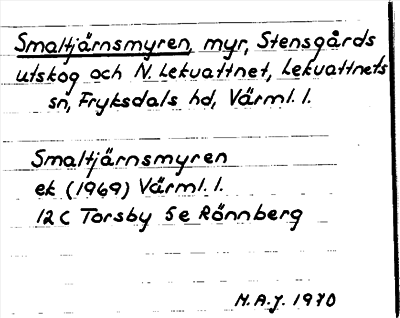 Smaltjärnsmyren, myr, Stensgårds
utskog och N. Lekvattnet, Lekvattnets
sn, Fryksdals hd, Värml. l.
Smaltjärnsmyren
ek (1969) Värml. l.
12 C Torsby 5e Rönnberg
M.A.J. 1970